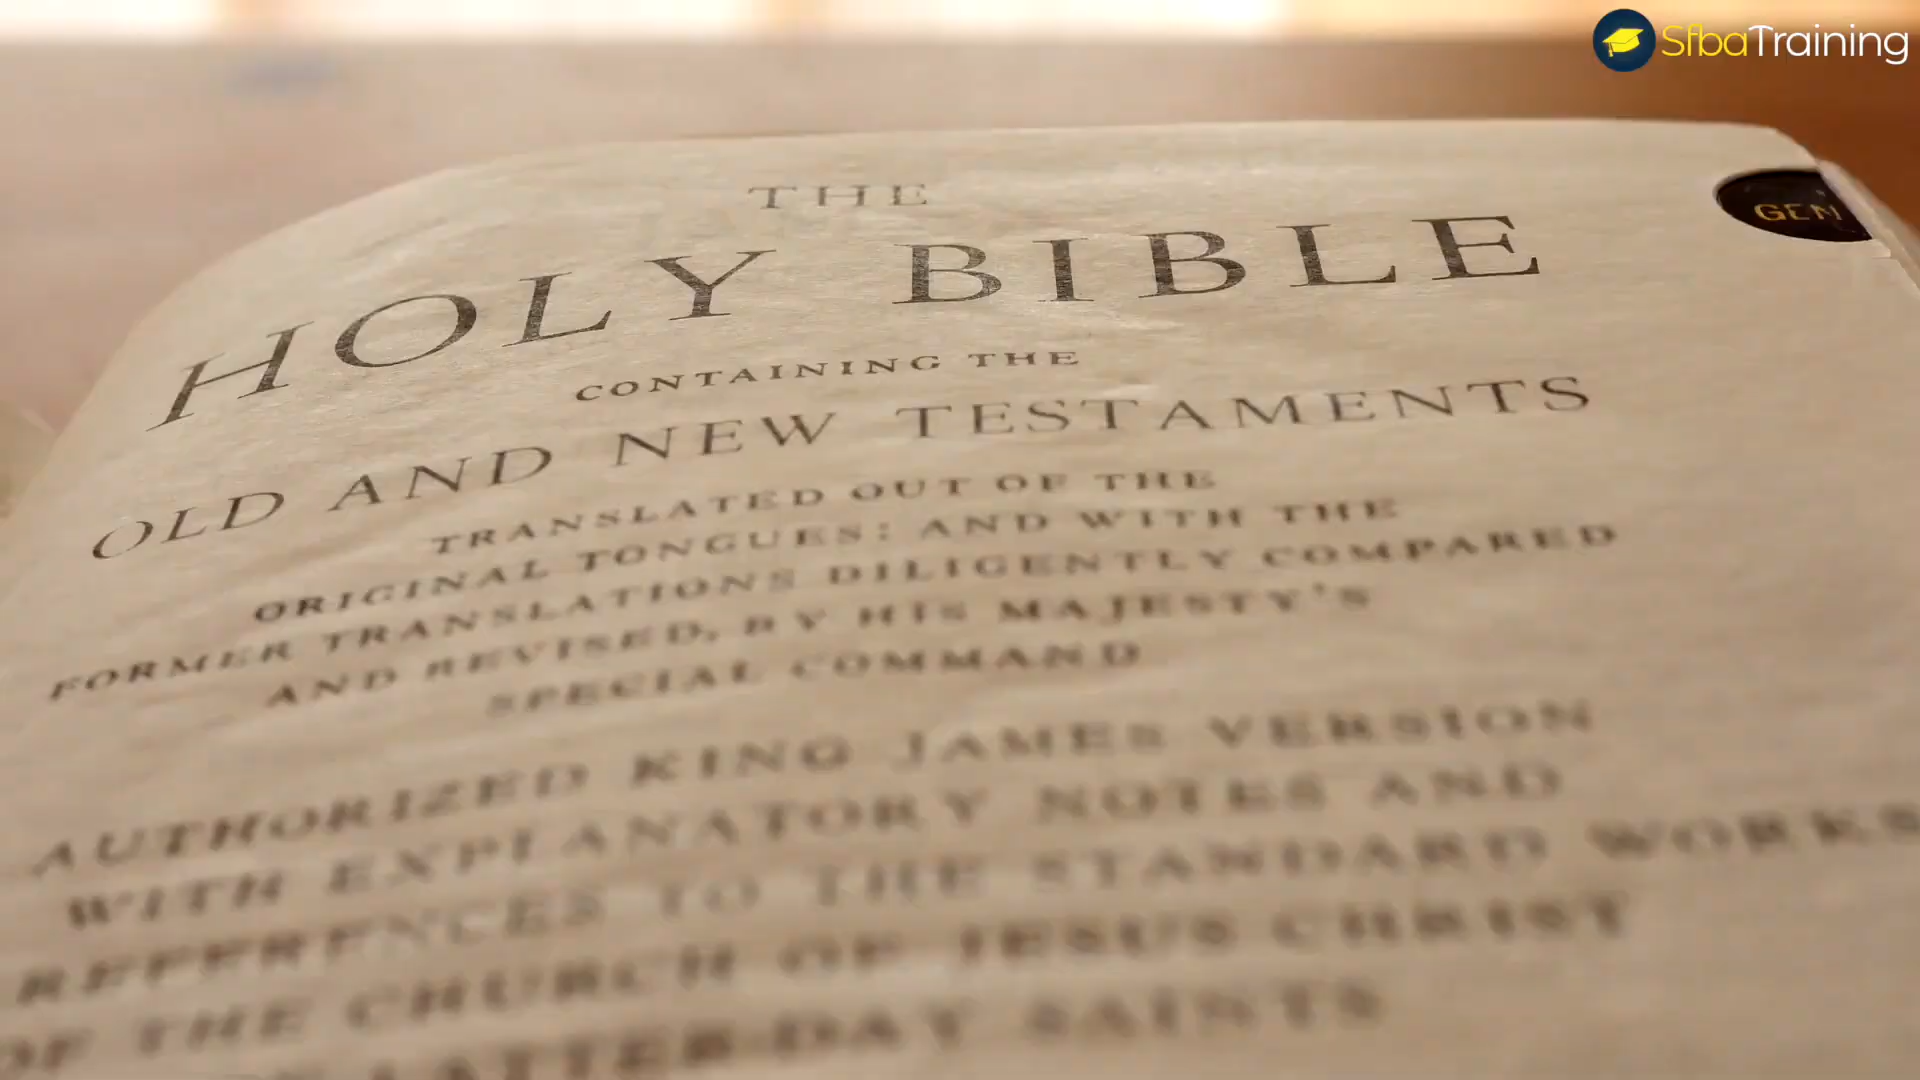 SfbaTraining
THE
GEN
HOLY BIBLE
CONTAINING THE
OLD AND NEW TESTAMENTS
TRANSLATED OUT OF THE
ORIGINAL TONGUES: AND WITH THE
FORMER TRANSLATIONS DILIGENTLY COMPARED
AND REVISED, BY HIS MAJESTY'S
SPECIAL COMMAND
AUTHORIZED KING JAMES VERSION
WITH EXPLANATORY NOTES AND
REFERENCES TO THE STANDARD WORKS
OF THE CHURCH OF JESUS CHRIST
LATTER-DAY SAINTS